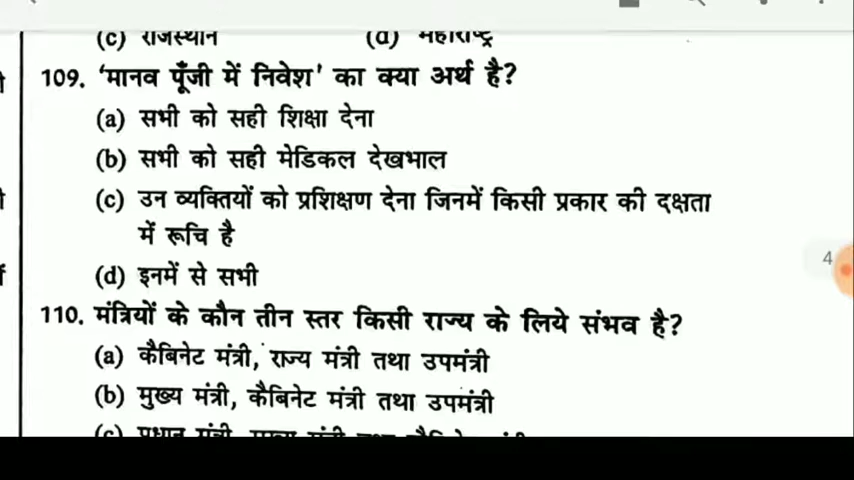 (c) राजस्थान (d) महाराष्ट्र
109. 'मानव पूँजी में निवेश' का क्या अर्थ है?
(a) सभी को सही शिक्षा देना
(b) सभी को सही मेडिकल देखभाल
(c) उन व्यक्तियों को प्रशिक्षण देना जिनमें किसी प्रकार की दक्षता
में रूचि है
(d) इनमें से सभी
4
110. मंत्रियों के कौन तीन स्तर किसी राज्य के लिये संभव है?
(a) कैबिनेट मंत्री, राज्य मंत्री तथा उपमंत्री
(b) मुख्य मंत्री, कैबिनेट मंत्री तथा उपमंत्री